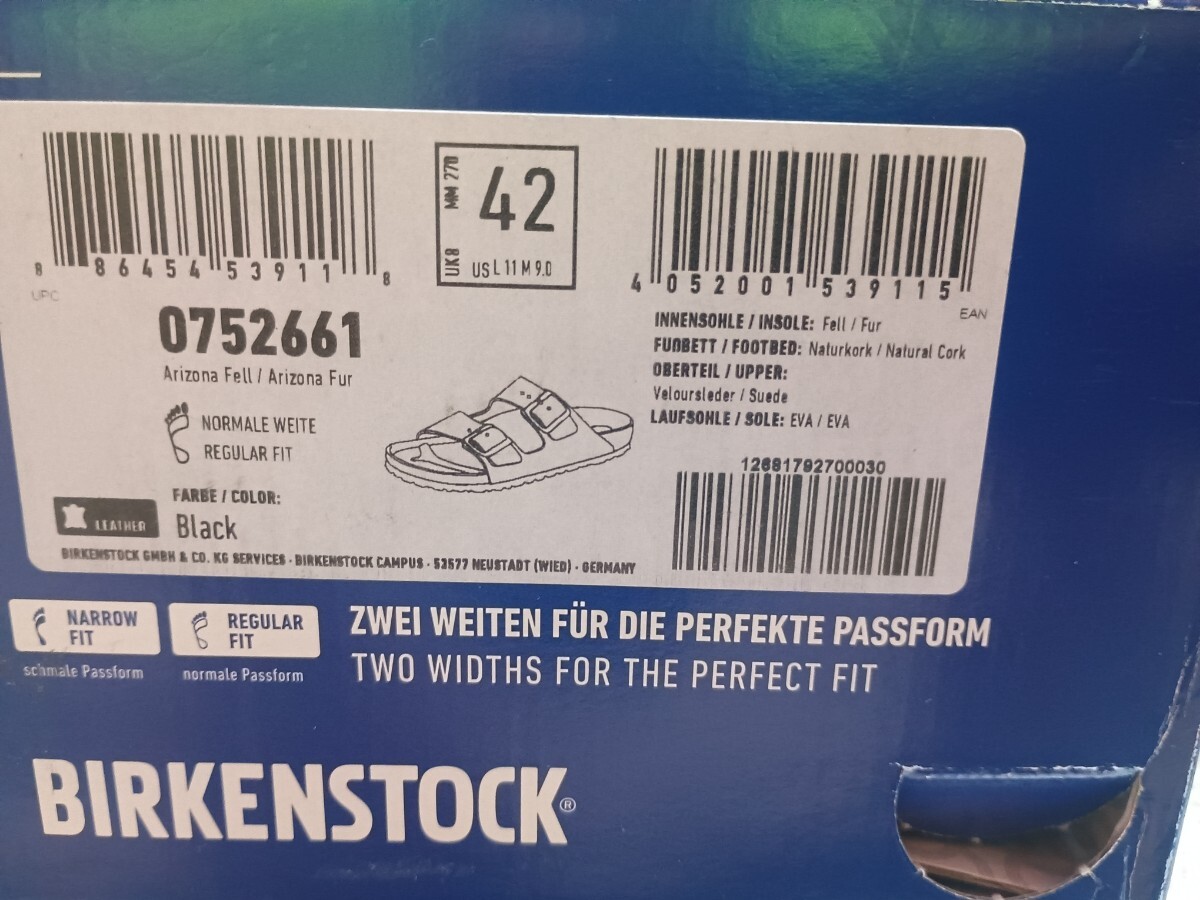 8 86454 53911 8
UPC
MM 270
42
UK 8
US L 11 M 9.0
4 052001 539115
EAN
0752661
Arizona Fell / Arizona Fur
NORMALE WEITE
REGULAR FIT
LEATHER
FARBE / COLOR:
Black
INNENSOHLE / INSOLE: Fell / Fur
FUßBETT / FOOTBED: Naturkork / Natural Cork
OBERTEIL / UPPER:
Veloursleder / Suede
LAUFSOHLE / SOLE: EVA / EVA
12681792700030
BIRKENSTOCK GMBH & CO. KG SERVICES · BIRKENSTOCK CAMPUS · 53577 NEUSTADT (WIED) · GERMANY
NARROW
FIT
schmale Passform
REGULAR
FIT
normale Passform
ZWEI WEITEN FÜR DIE PERFEKTE PASSFORM
TWO WIDTHS FOR THE PERFECT FIT
BIRKENSTOCK®